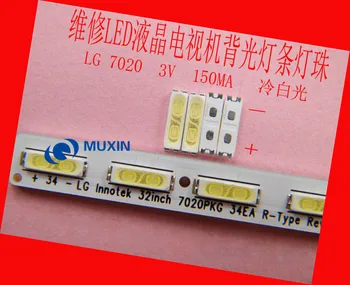 维修LED液晶电视机背光灯条灯珠
LG 7020 3V 150MA 冷白光
−
+
MUXIN
+ 34 - LG Innotek 32inch 7020PKG 34EA R-Type Rev